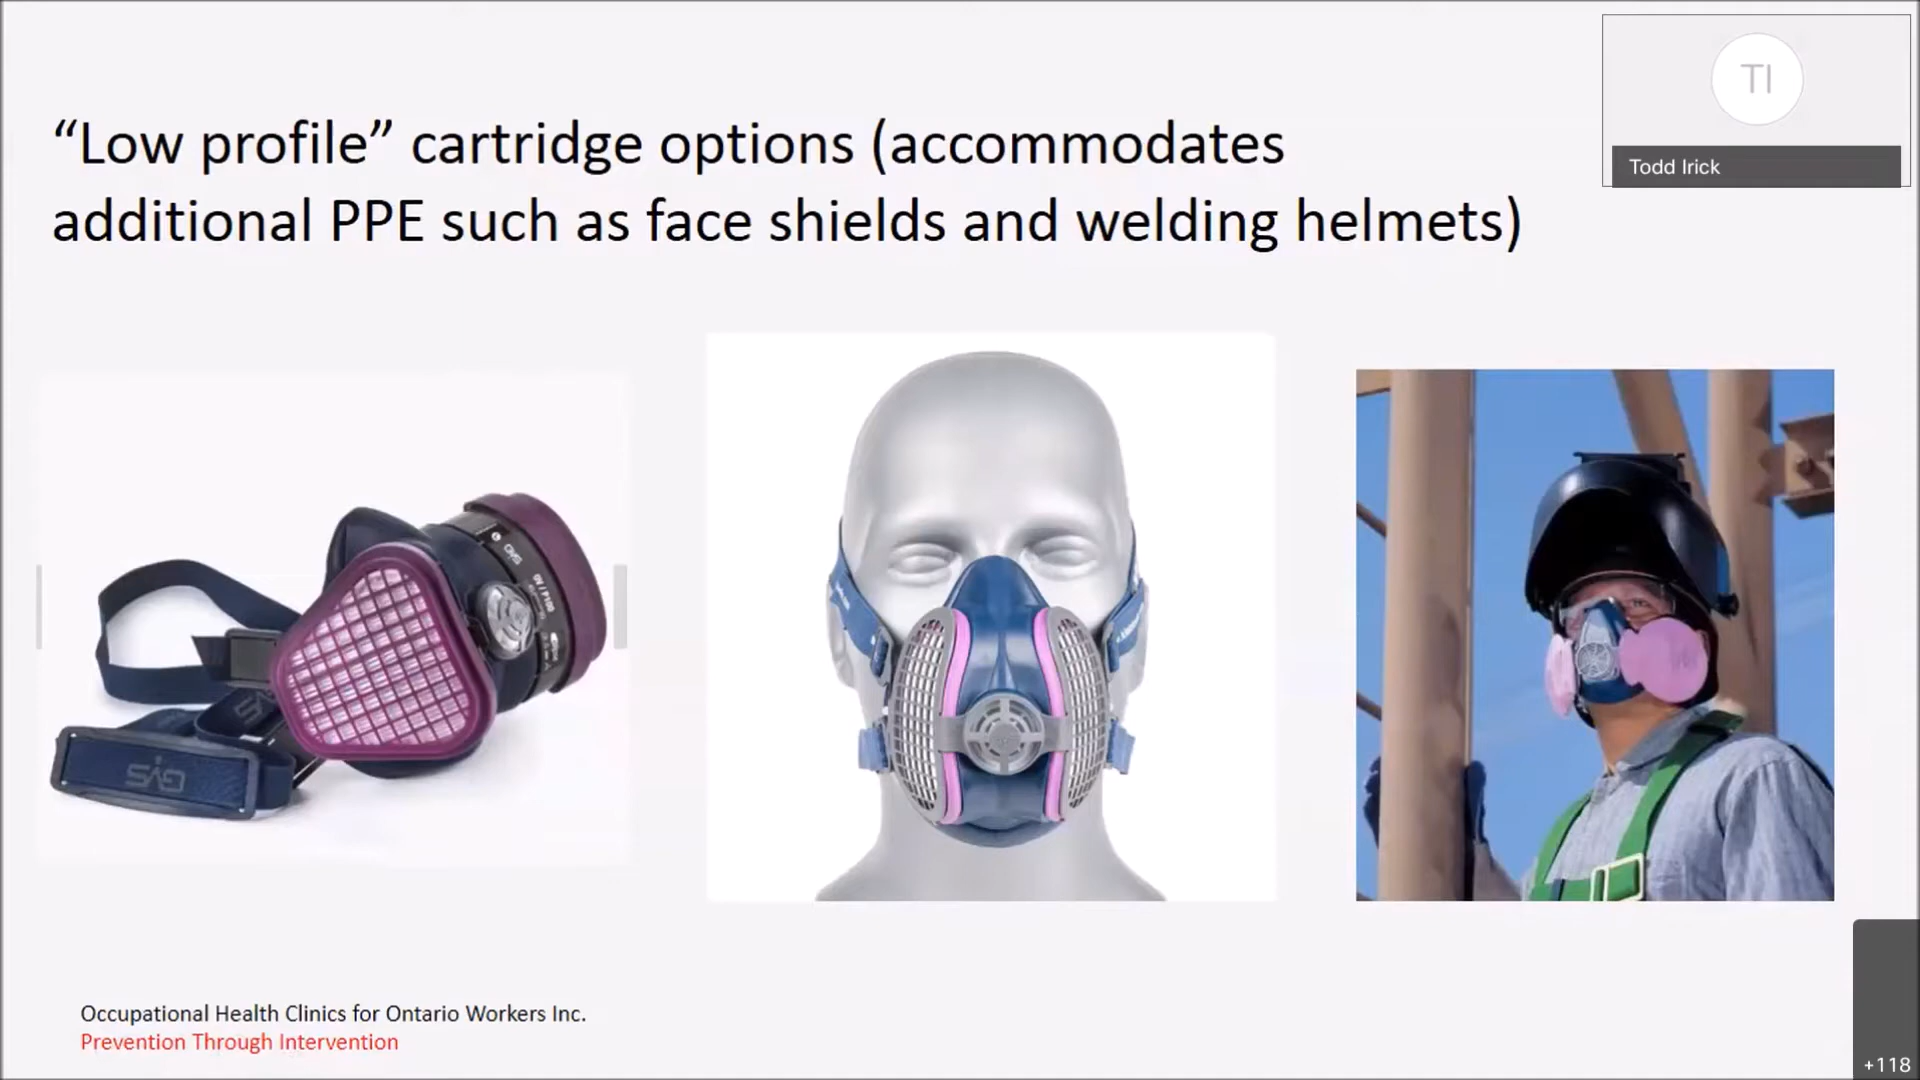 “Low profile” cartridge options (accommodates
additional PPE such as face shields and welding helmets)
TI
Todd Irick
GVS
Occupational Health Clinics for Ontario Workers Inc.
Prevention Through Intervention
+118